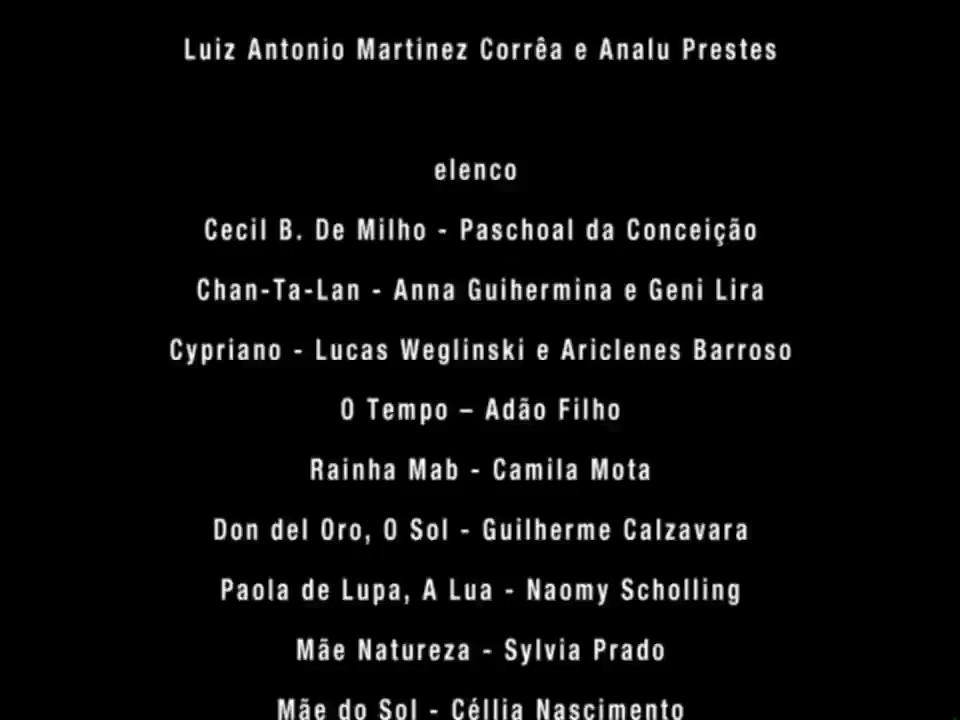 Luiz Antonio Martinez Corrêa e Analu Prestes
elenco
Cecil B. De Milho - Paschoal da Conceição
Chan-Ta-Lan - Anna Guihermina e Geni Lira
Cypriano - Lucas Weglinski e Ariclenes Barroso
O Tempo – Adão Filho
Rainha Mab - Camila Mota
Don del Oro, O Sol - Guilherme Calzavara
Paola de Lupa, A Lua - Naomy Scholling
Mãe Natureza - Sylvia Prado
Mãe do Sol - Céllia Nascimento